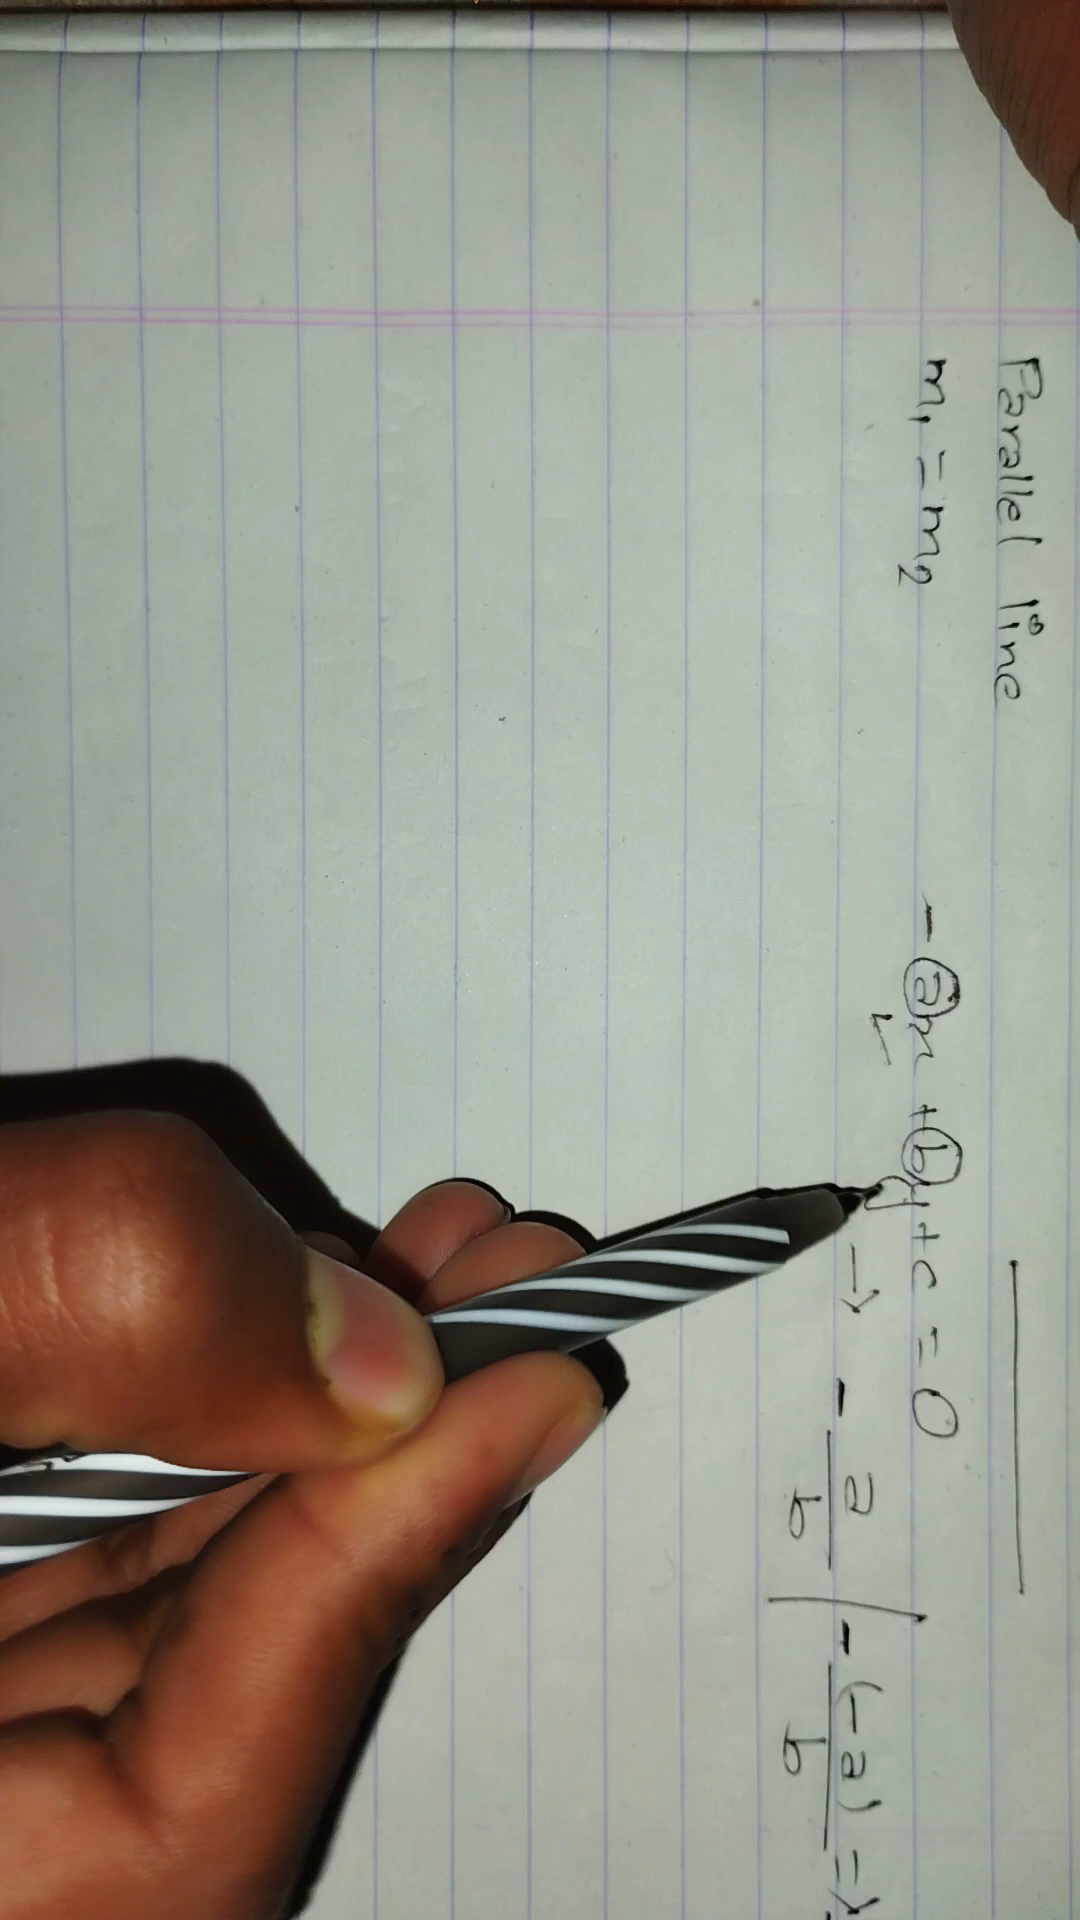 Parallel line
m₁ = m₂
-ax + by + c = 0
→ - a/b / - (-a)/b ⇒